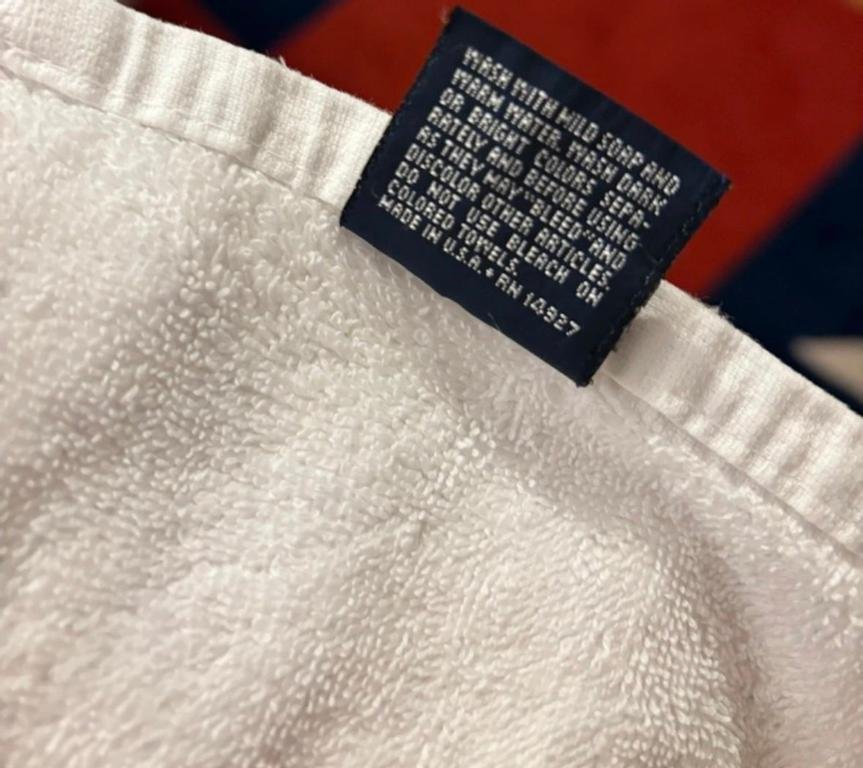 WASH WITH MILD SOAP AND
WARM WATER. WASH DARK
OR BRIGHT COLORS SEPA-
RATELY AND BEFORE USING
AS THEY MAY "BLEED" AND
DISCOLOR OTHER ARTICLES.
DO NOT USE BLEACH ON
COLORED TOWELS.
MADE IN U.S.A. • RN 14927